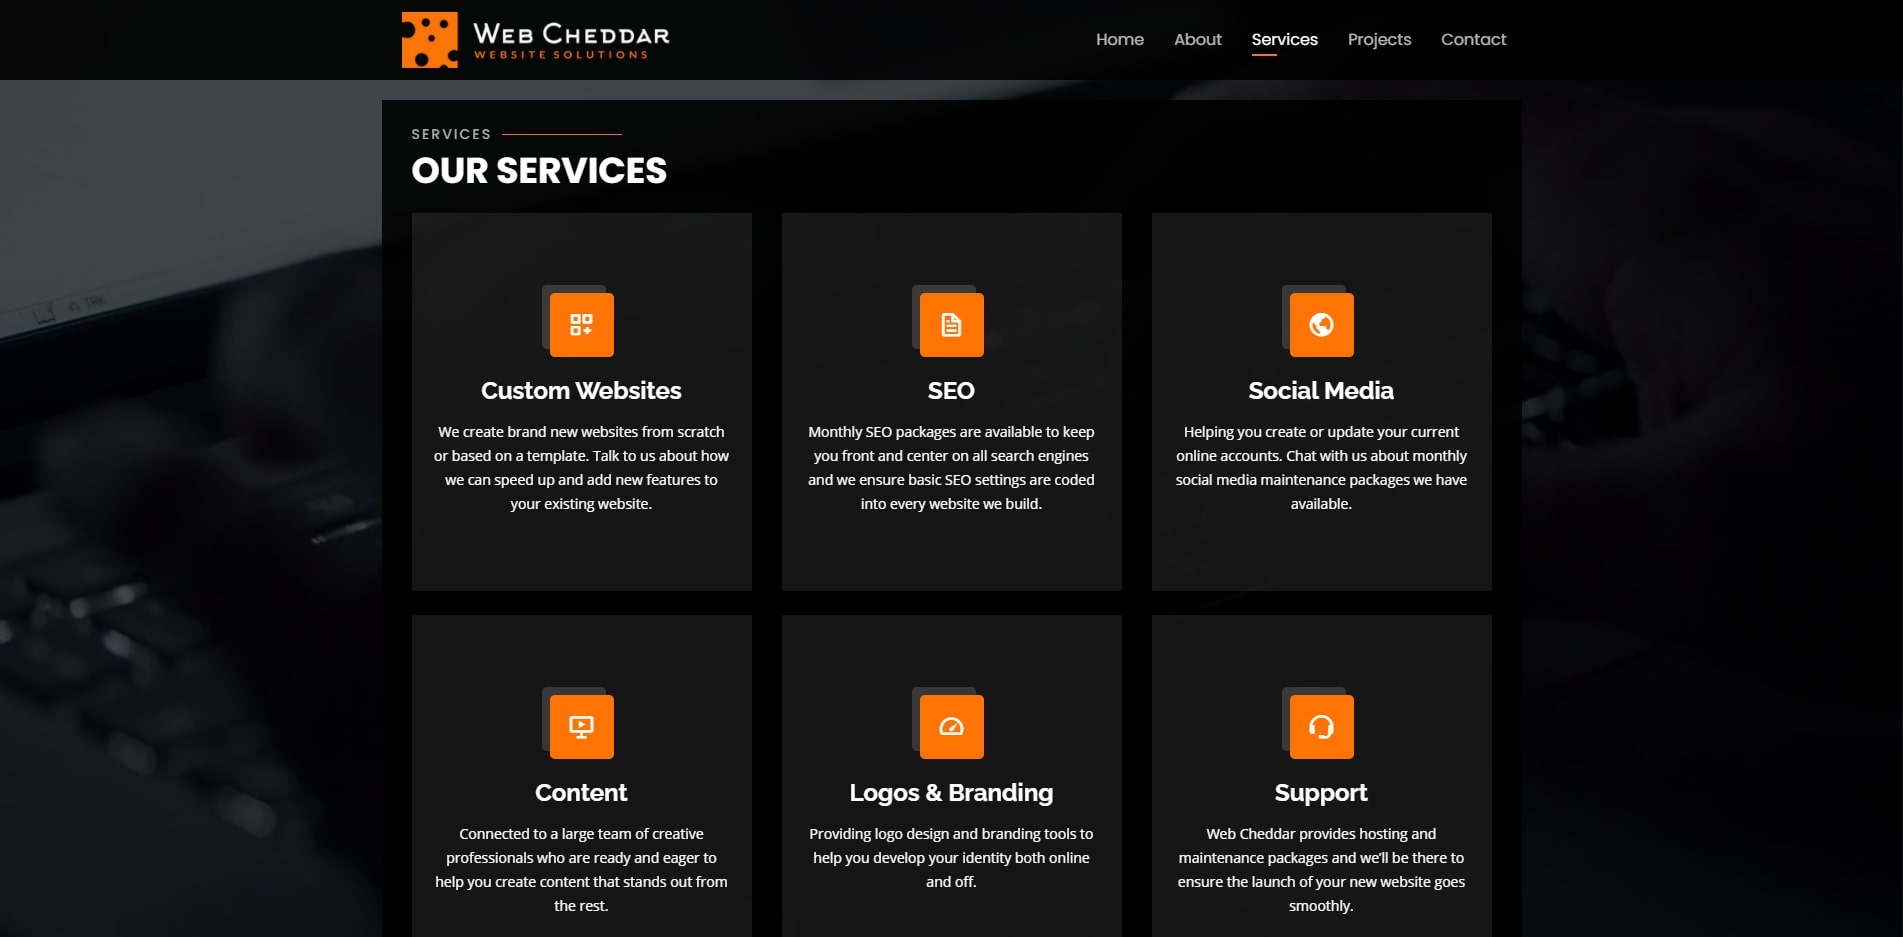 WEB CHEDDAR
WEBSITE SOLUTIONS
Home About Services Projects Contact
SERVICES
OUR SERVICES
Custom Websites
We create brand new websites from scratch
or based on a template. Talk to us about how
we can speed up and add new features to
your existing website.
SEO
Monthly SEO packages are available to keep
you front and center on all search engines
and we ensure basic SEO settings are coded
into every website we build.
Social Media
Helping you create or update your current
online accounts. Chat with us about monthly
social media maintenance packages we have
available.
Content
Connected to a large team of creative
professionals who are ready and eager to
help you create content that stands out from
the rest.
Logos & Branding
Providing logo design and branding tools to
help you develop your identity both online
and off.
Support
Web Cheddar provides hosting and
maintenance packages and we'll be there to
ensure the launch of your new website goes
smoothly.